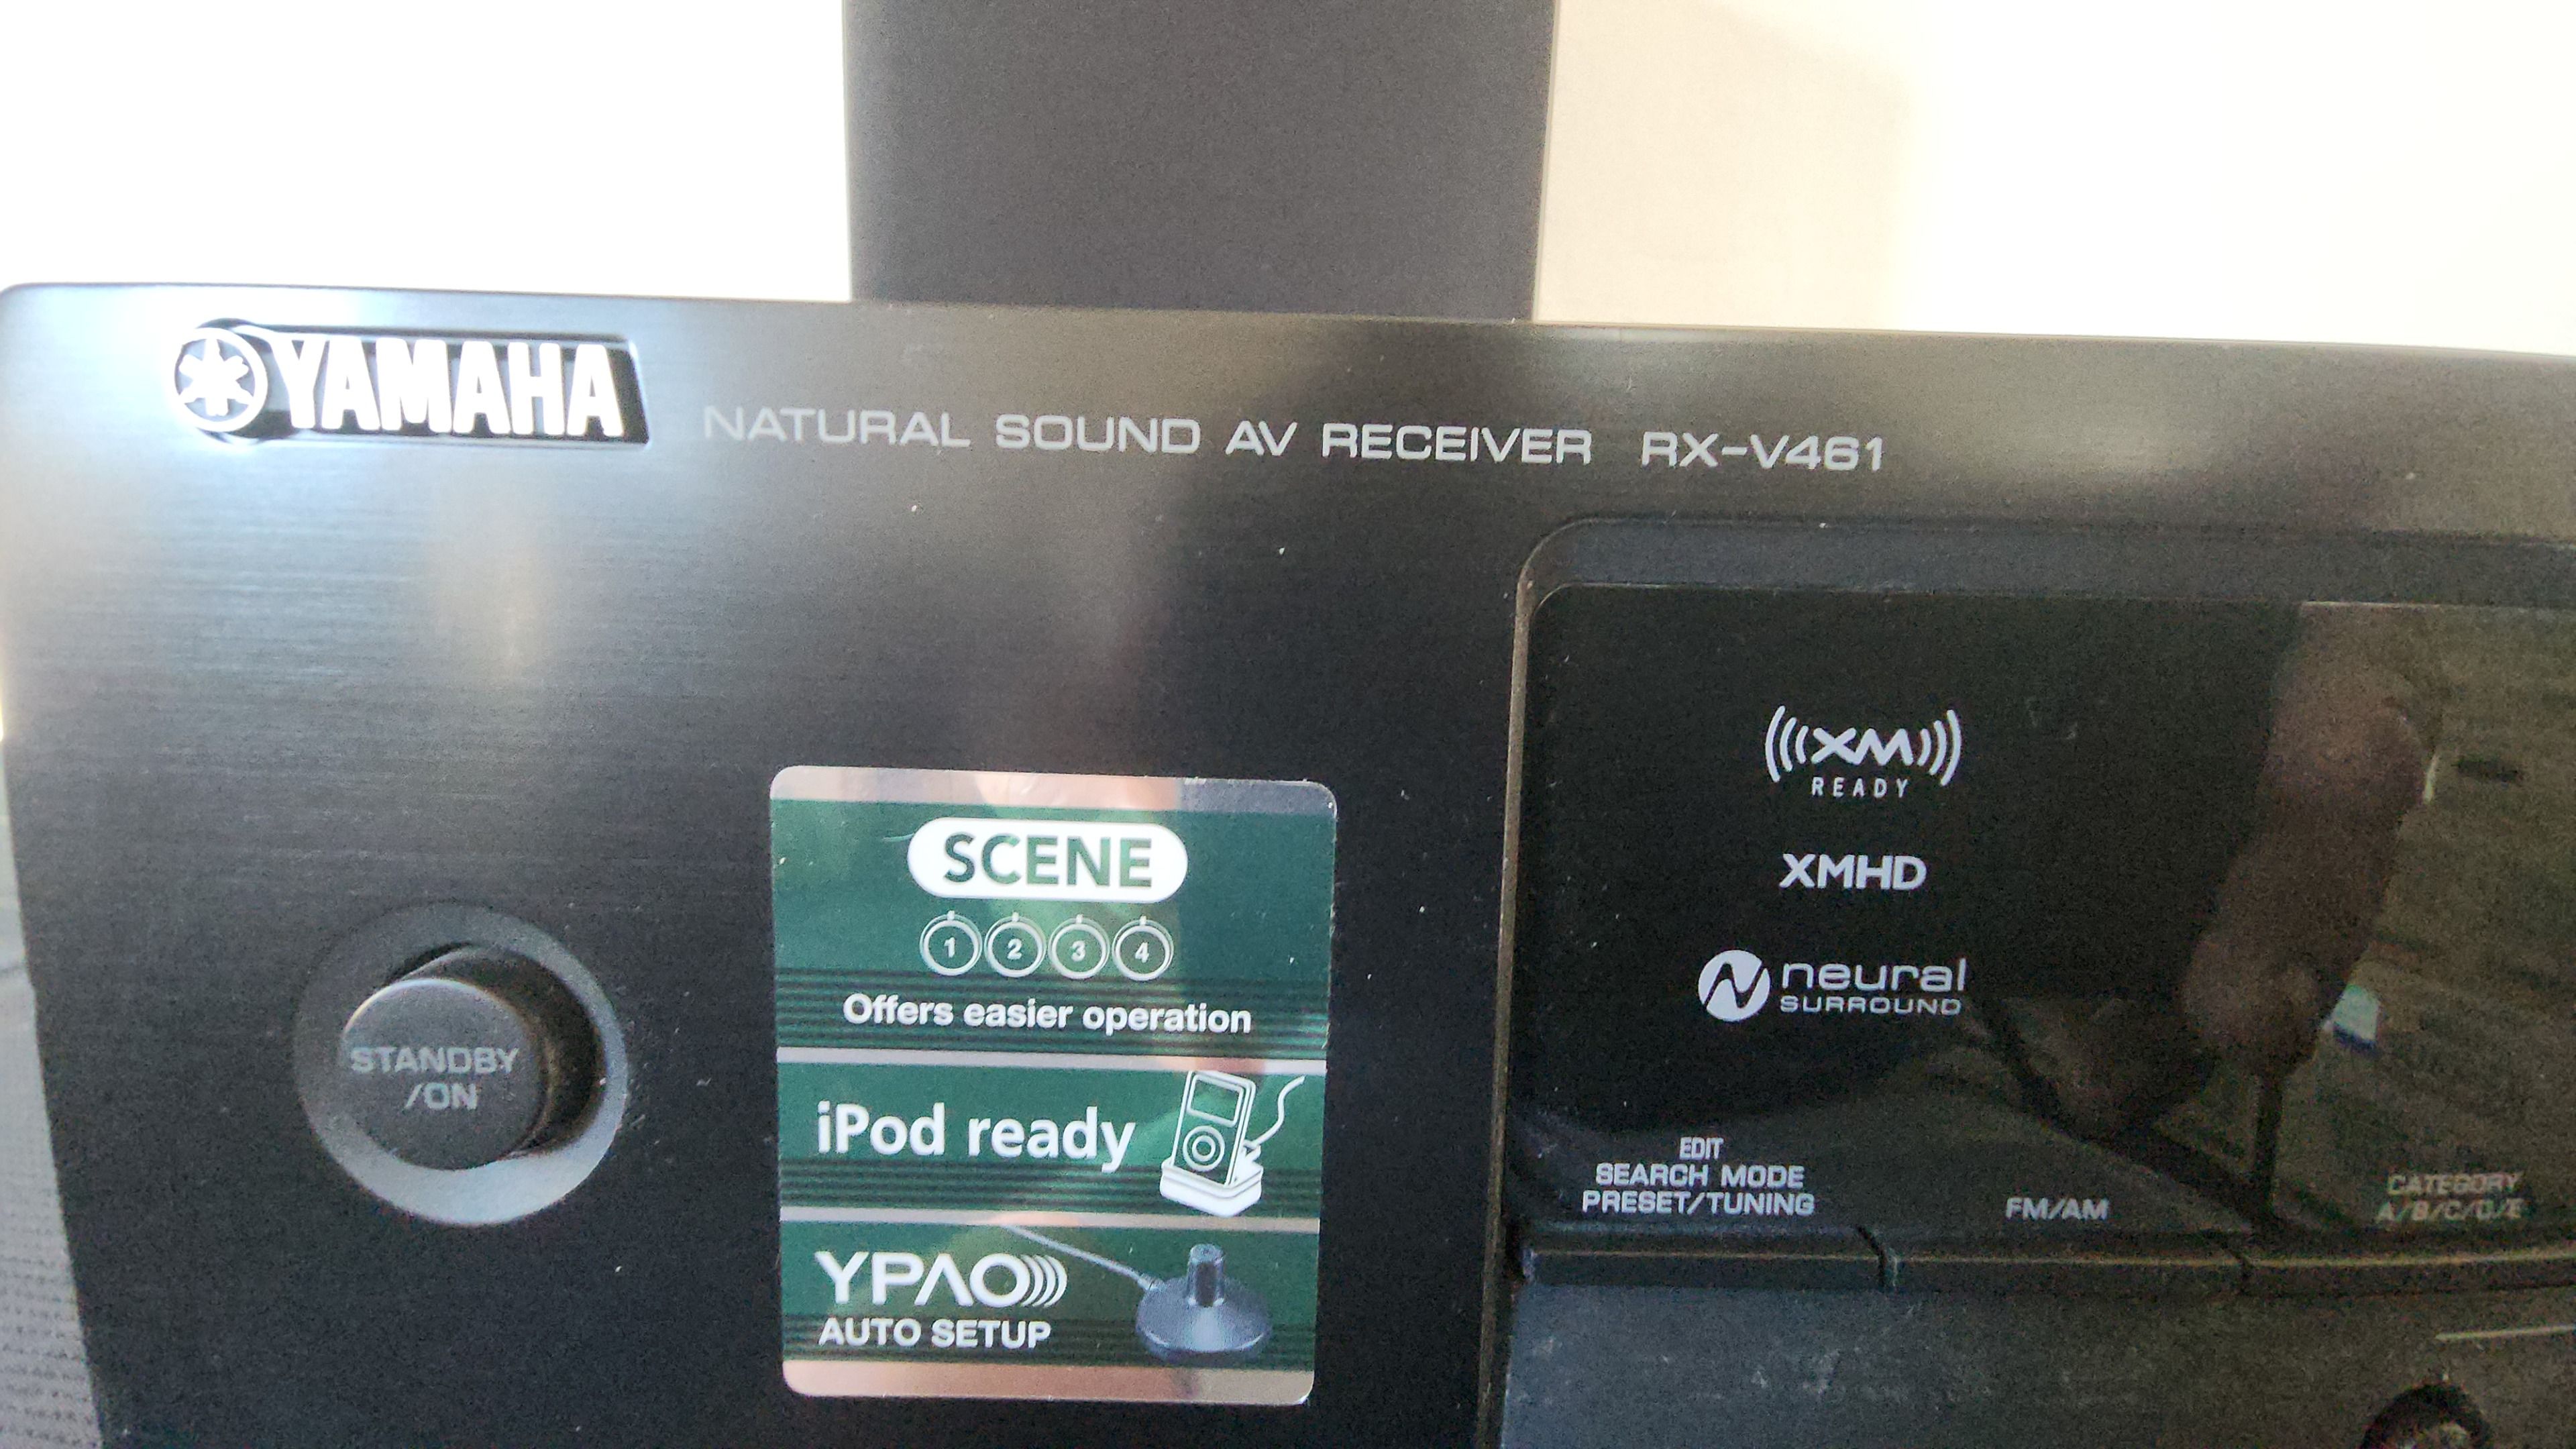 YAMAHA NATURAL SOUND AV RECEIVER RX-V461
SCENE
1 2 3 4
Offers easier operation
iPod ready
YPAO
AUTO SETUP
STANDBY
/ON
XM
READY
XMHD
neural
SURROUND
EDIT
SEARCH MODE
PRESET/TUNING
FM/AM
CATEGORY
A/B/C/D/E